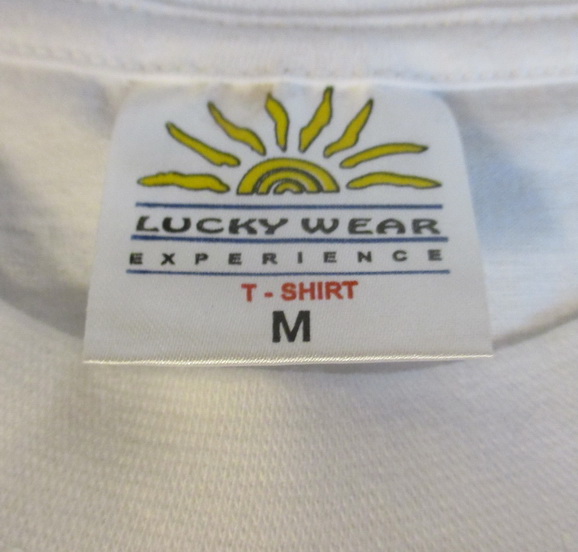 LUCKY WEAR
EXPERIENCE
T - SHIRT
M